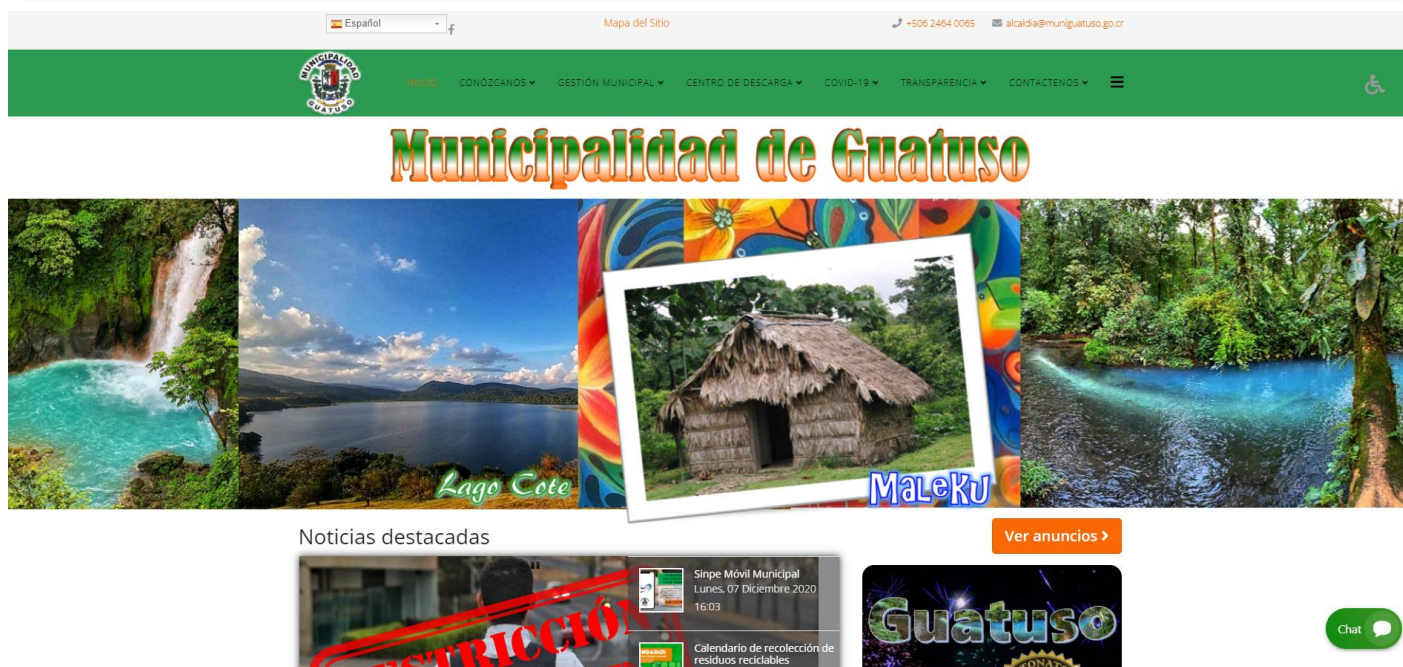 Español
Mapa del Sitio
+506 2464 0065
alcaldia@muniguatuso.go.cr
MUNICIPALIDAD
GUATUSO
INICIO
CONÓZCANOS
GESTIÓN MUNICIPAL
CENTRO DE DESCARGA
COVID-19
TRANSPARENCIA
CONTACTENOS
Municipalidad de Guatuso
Lago Cote
Maleku
Noticias destacadas
Ver anuncios
Sinpe Móvil Municipal
Lunes, 07 Diciembre 2020
16:03
Calendario de recolección de
residuos reciclables
Guatuso
Chat